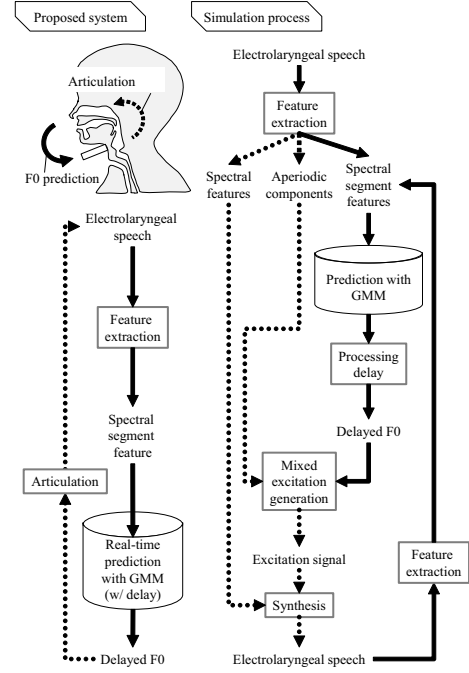 Proposed system
Articulation
F0 prediction
Electrolaryngeal
speech
Feature
extraction
Spectral
segment
feature
Articulation
Real-time
prediction
with GMM
(w/ delay)
Delayed F0
Simulation process
Electrolaryngeal speech
Feature
extraction
Spectral
features
Aperiodic
components
Spectral
segment
features
Prediction with
GMM
Processing
delay
Delayed F0
Mixed
excitation
generation
Excitation signal
Feature
extraction
Synthesis
Electrolaryngeal speech